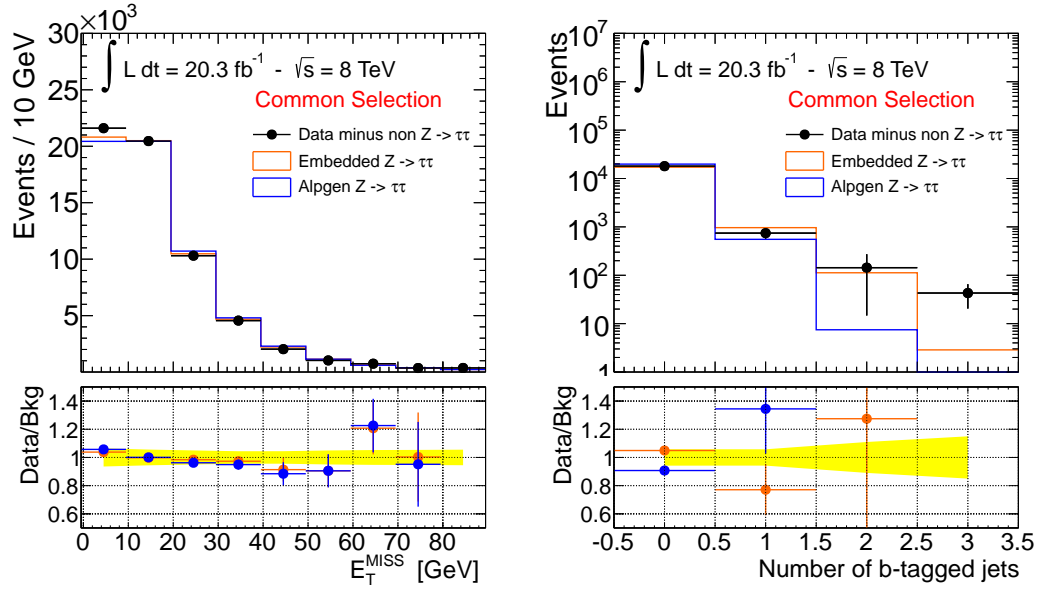 ×10³
30
25
20
15
10
5
Events / 10 GeV
∫ L dt = 20.3 fb⁻¹ - √s = 8 TeV
Common Selection
Data minus non Z -> ττ
Embedded Z -> ττ
Alpgen Z -> ττ
Data/Bkg
1.4
1.2
1
0.8
0.6
0 10 20 30 40 50 60 70 80
E_T^MISS [GeV]
Events
10⁷
10⁶
10⁵
10⁴
10³
10²
10
1
∫ L dt = 20.3 fb⁻¹ - √s = 8 TeV
Common Selection
Data minus non Z -> ττ
Embedded Z -> ττ
Alpgen Z -> ττ
Data/Bkg
1.4
1.2
1
0.8
0.6
-0.5 0 0.5 1 1.5 2 2.5 3 3.5
Number of b-tagged jets